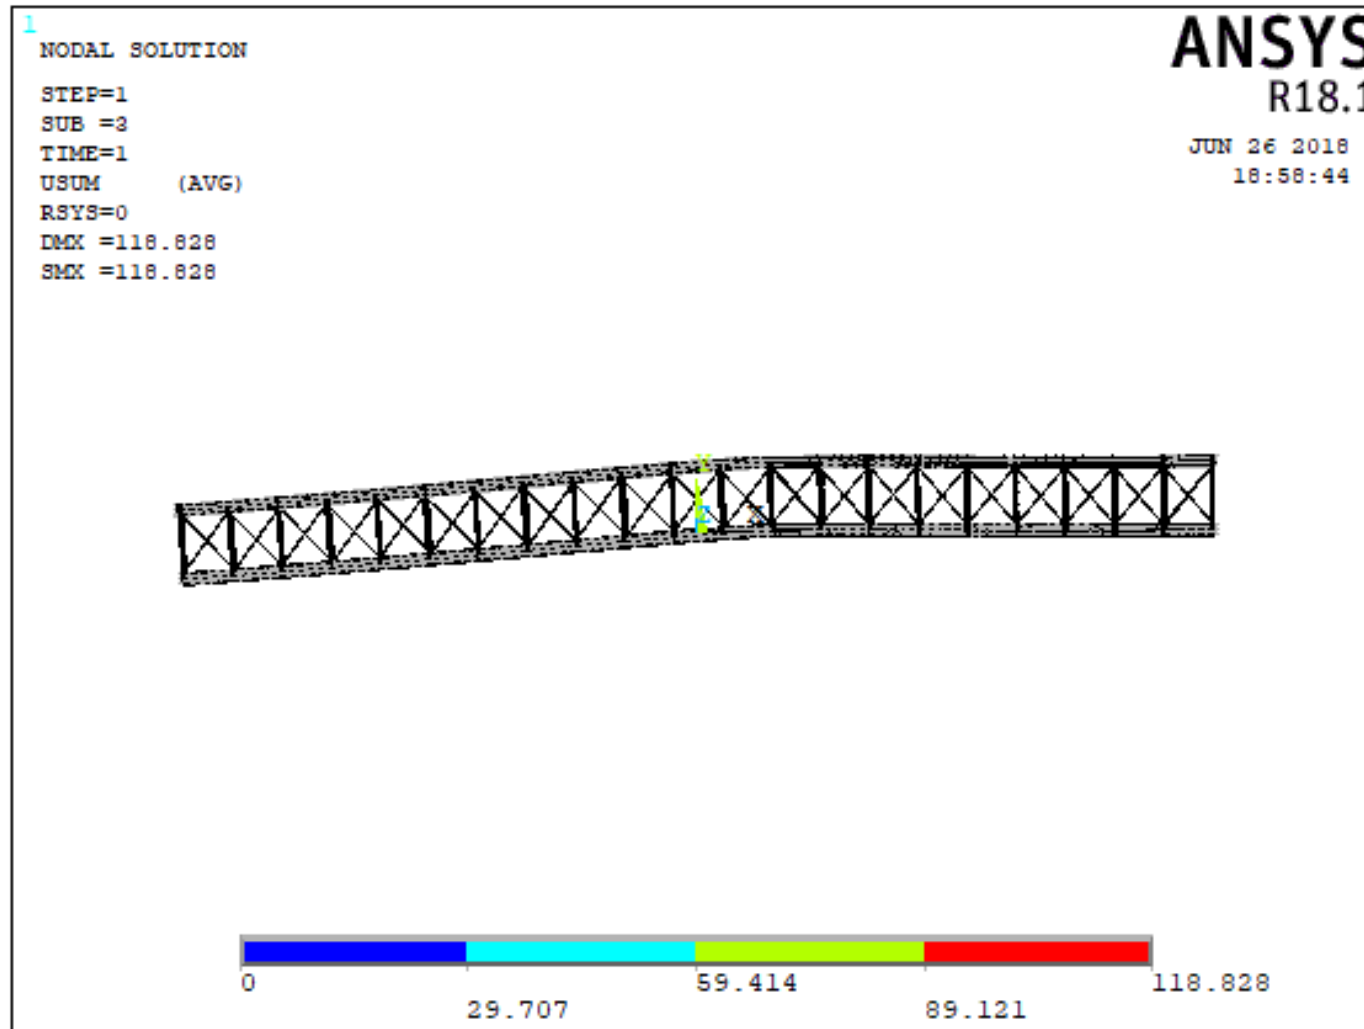 1
NODAL SOLUTION
STEP=1
SUB =3
TIME=1
USUM (AVG)
RSYS=0
DMX =118.828
SMX =118.828
ANSYS
R18.1
JUN 26 2018
18:58:44
Y
Z X
0 59.414 118.828
29.707 89.121